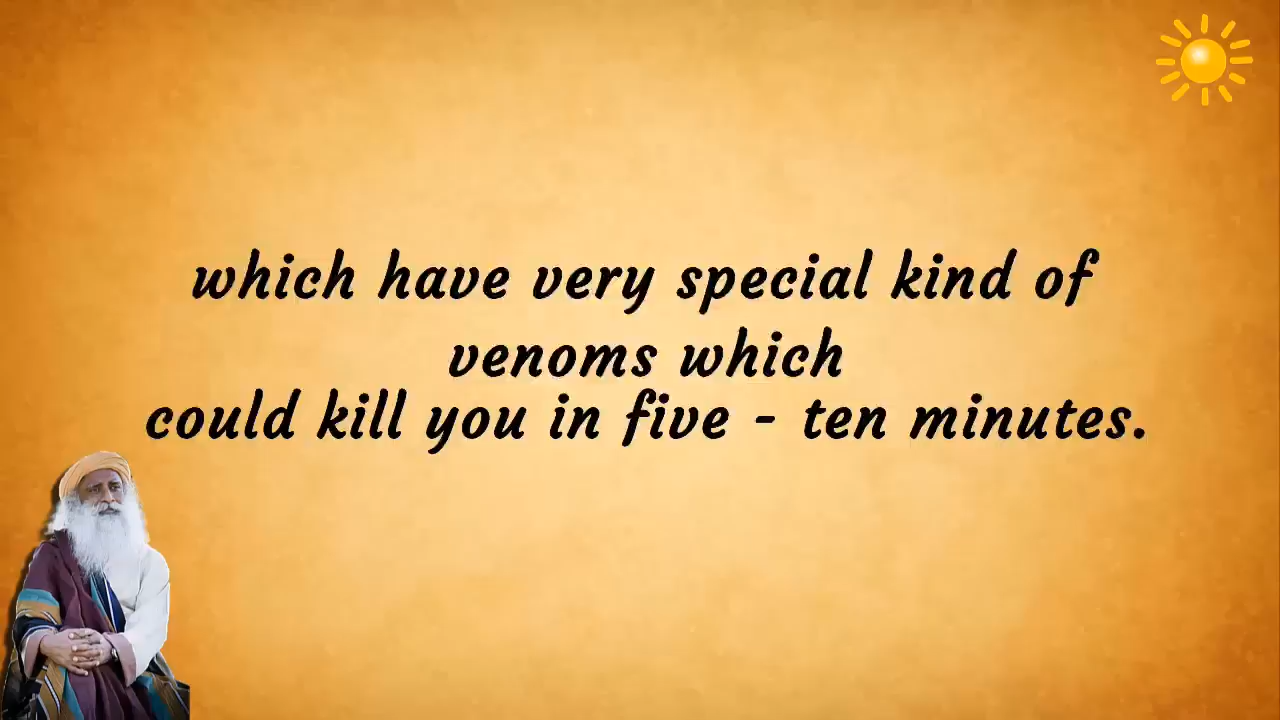 which have very special kind of
venoms which
could kill you in five - ten minutes.